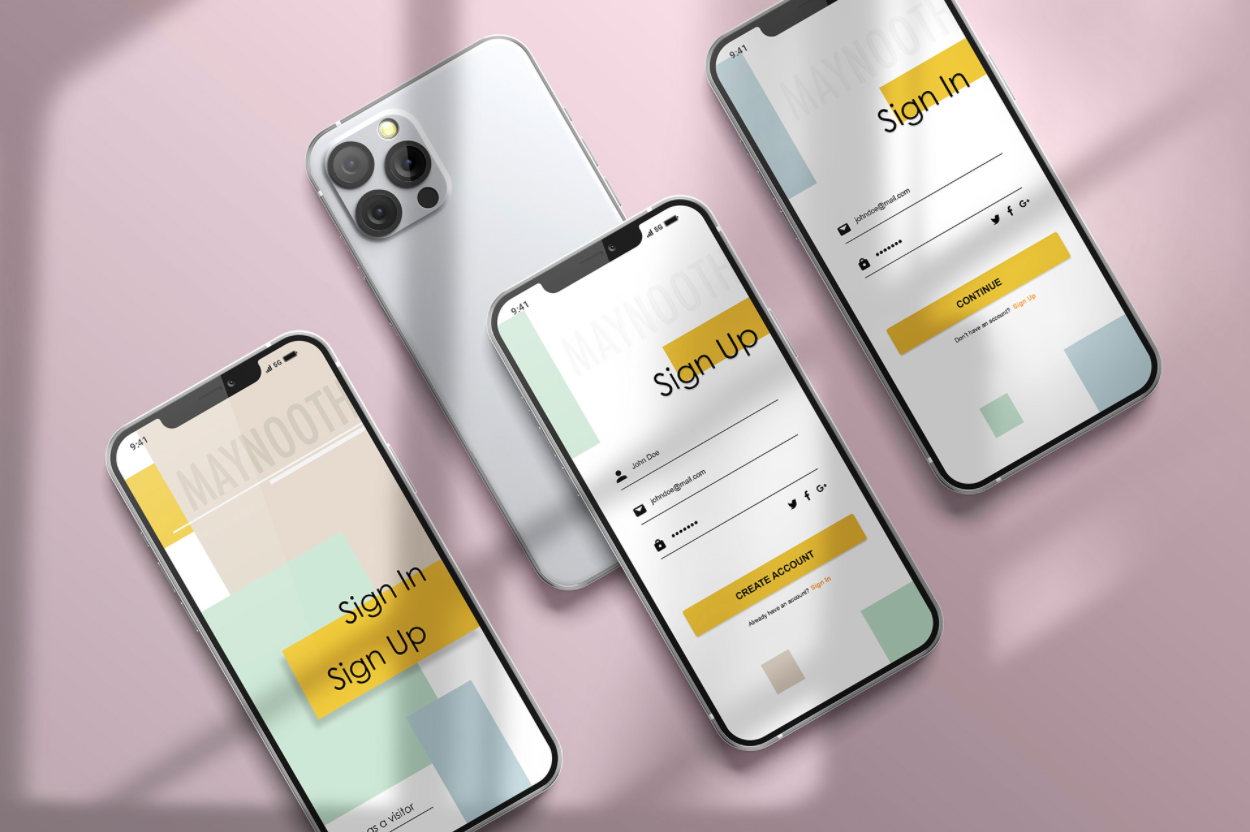 9:41
5G
MAYNOOTH
Sign In
Sign Up
as a visitor
9:41
5G
MAYNOOTH
Sign Up
John Doe
johndoe@mail.com
G+
CREATE ACCOUNT
Already have an account? Sign In
9:41
MAYNOOTH
Sign In
johndoe@mail.com
G+
CONTINUE
Don't have an account? Sign Up